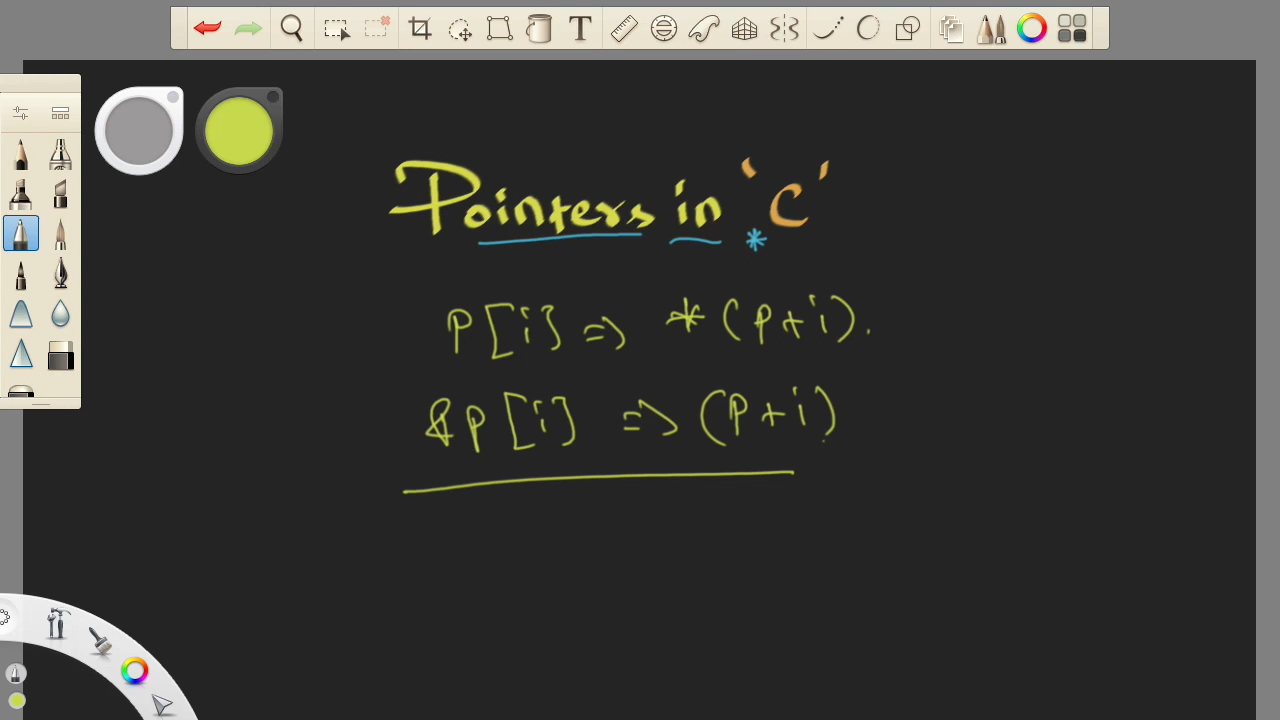 Pointers in 'C'
*
P[i] => *(P+i).
&P[i] => (P+i)